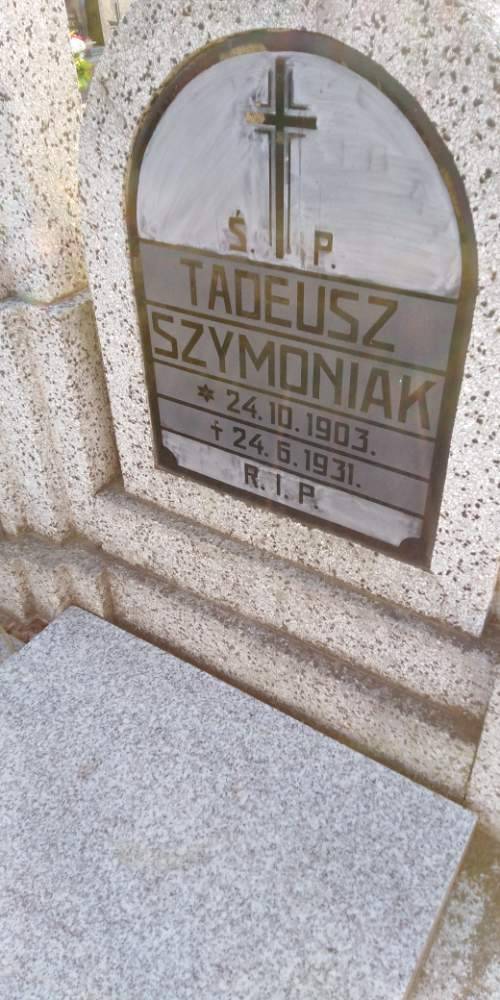 Ś. P.
TADEUSZ
SZYMONIAK
* 24.10.1903.
† 24.6.1931.
R.I.P.